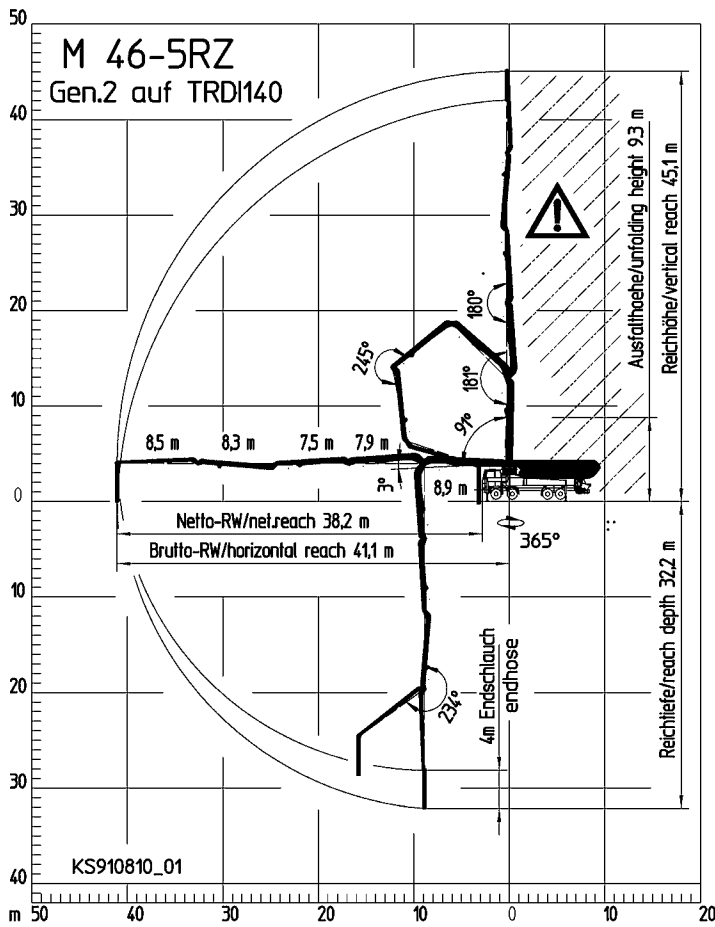 M 46-5RZ
Gen.2 auf TRDI140
50
40
30
20
10
0
10
20
30
40
Ausfalthoehe/unfolding height 9.3 m
Reichhöhe/vertical reach 45,1 m
180°
245°
181°
91°
8,5 m
8,3 m
7,5 m
7,9 m
3°
8,9 m
Netto-RW/net.reach 38,2 m
Brutto-RW/horizontal reach 41,1 m
365°
Reichtiefe/reach depth 32,2 m
4m Endschlauch
endhose
234°
KS910810_01
m 50 40 30 20 10 0 10 20